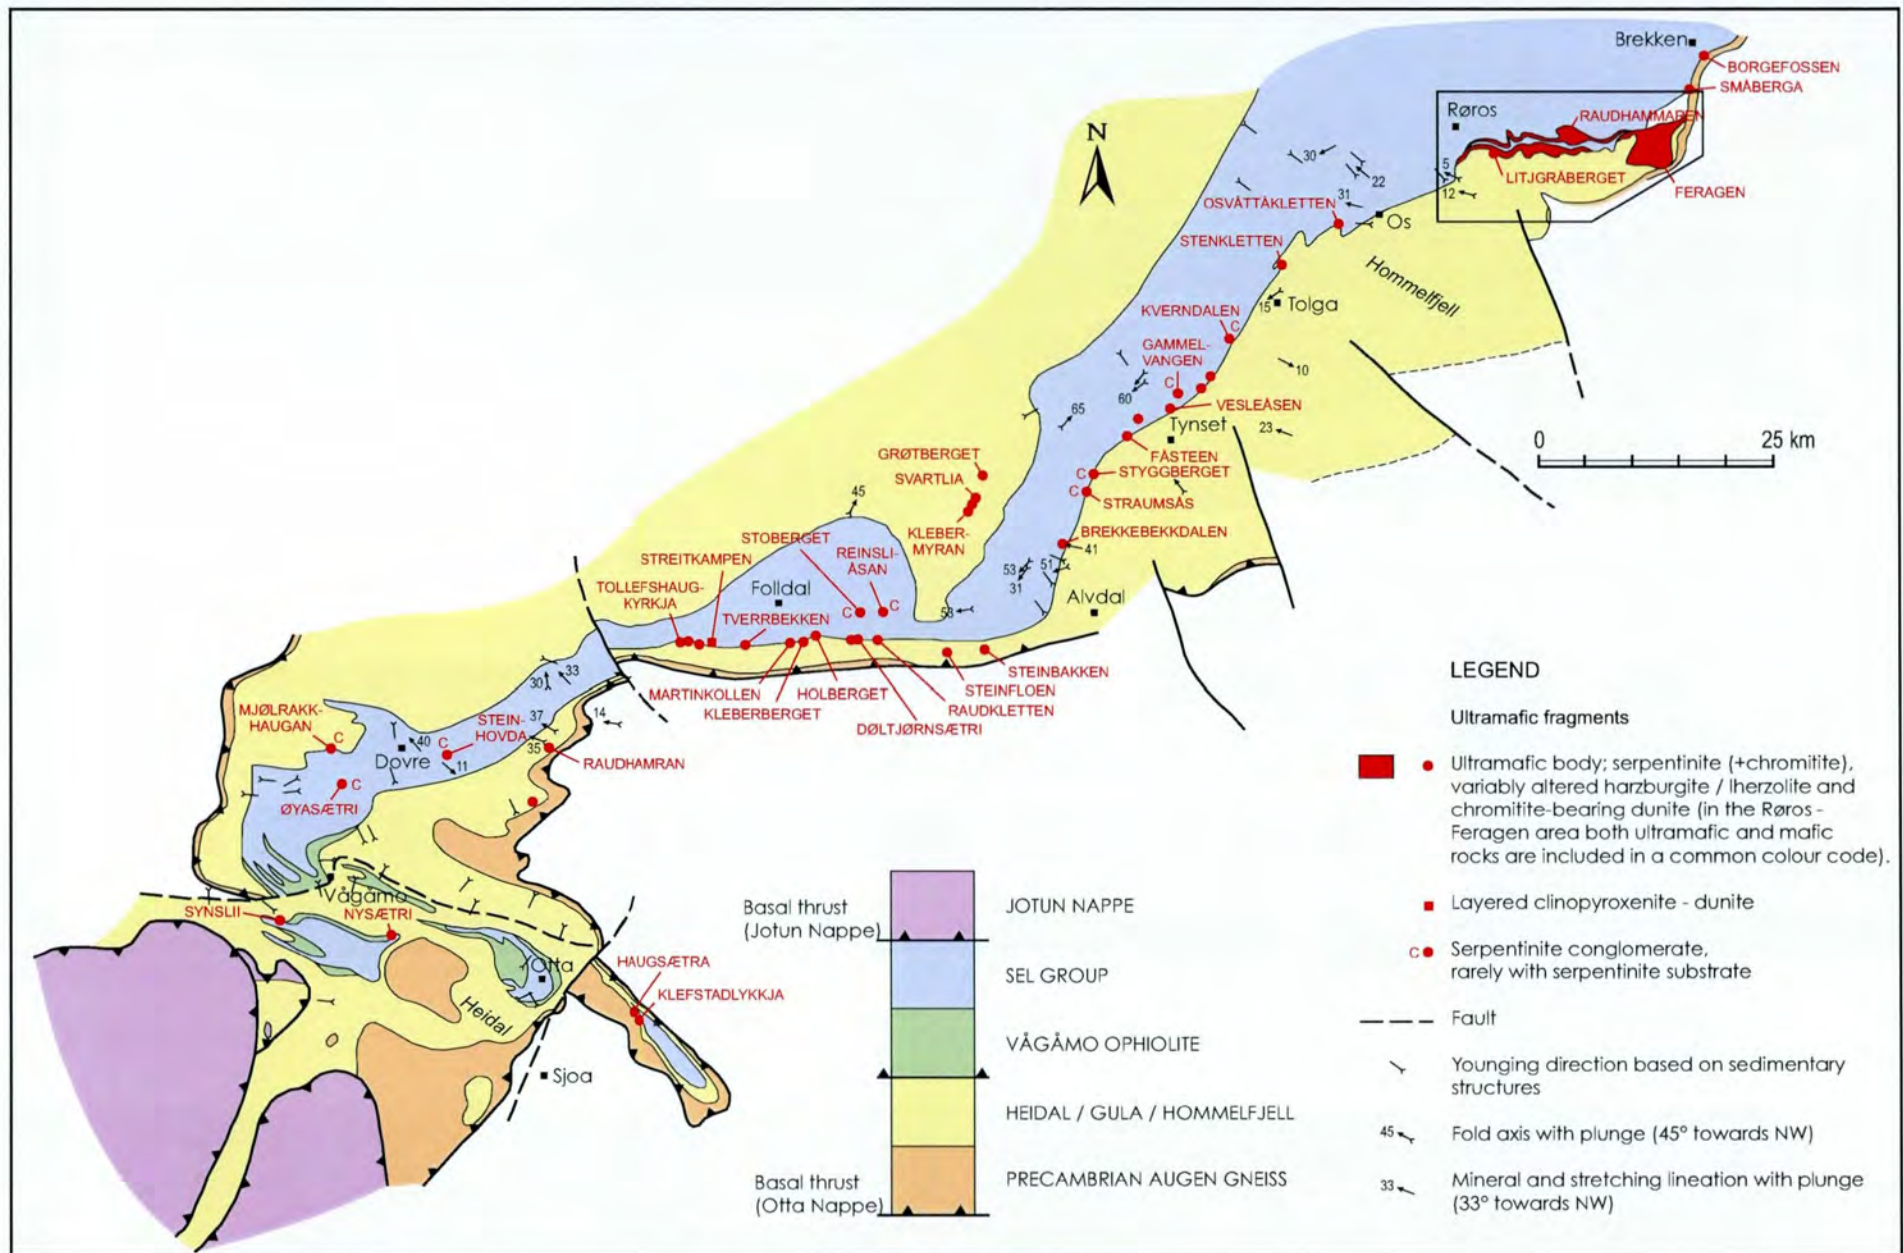 Brekken
BORGEFOSSEN
SMÅBERGA
Røros
RAUDHAMMAREN
N
30
22
31
5
12
LITJGRÅBERGET
FERAGEN
OSVÅTTÅKLETTEN
Os
STENKLETTEN
Hommelfjell
15
Tolga
KVERNDALEN
C
GAMMEL-
VANGEN
C
10
60
65
VESLEÅSEN
23
Tynset
0
25 km
FÅSTEEN
GRØTBERGET
SVARTLIA
C
STYGGBERGET
C
STRAUMSÅS
45
KLEBER-
MYRAN
BREKKEBEKKDALEN
41
STOBERGET
REINSLI-
ÅSAN
STREITKAMPEN
53
51
31
TOLLEFSHAUG-
KYRKJA
Folldal
Alvdal
C
C
53
TVERRBEKKEN
STEINBAKKEN
33
30
MARTINKOLLEN
HOLBERGET
STEINFLOEN
KLEBERBERGET
RAUDKLETTEN
DØLTJØRNSÆTRI
MJØLRAKK-
HAUGAN
C
STEIN-
HOVDA
37
14
40
C
35
Dovre
11
RAUDHAMRAN
C
ØYASÆTRI
Vågåmo
SYNSLII
NYSÆTRI
Otta
HAUGSÆTRA
KLEFSTADLYKKJA
Heidal
Sjoa
Basal thrust
(Jotun Nappe)
JOTUN NAPPE
SEL GROUP
VÅGÅMO OPHIOLITE
HEIDAL / GULA / HOMMELFJELL
Basal thrust
(Otta Nappe)
PRECAMBRIAN AUGEN GNEISS
LEGEND
Ultramafic fragments
Ultramafic body; serpentinite (+chromitite),
variably altered harzburgite / lherzolite and
chromitite-bearing dunite (in the Røros -
Feragen area both ultramafic and mafic
rocks are included in a common colour code).
Layered clinopyroxenite - dunite
C
Serpentinite conglomerate,
rarely with serpentinite substrate
Fault
Younging direction based on sedimentary
structures
45
Fold axis with plunge (45° towards NW)
33
Mineral and stretching lineation with plunge
(33° towards NW)